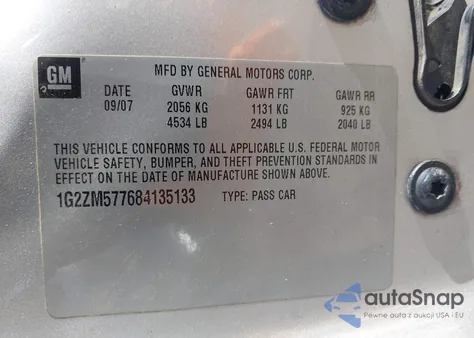 GM
MFD BY GENERAL MOTORS CORP.
DATE GVWR GAWR FRT GAWR RR
09/07 2056 KG 1131 KG 925 KG
4534 LB 2494 LB 2040 LB
THIS VEHICLE CONFORMS TO ALL APPLICABLE U.S. FEDERAL MOTOR
VEHICLE SAFETY, BUMPER, AND THEFT PREVENTION STANDARDS IN
EFFECT ON THE DATE OF MANUFACTURE SHOWN ABOVE.
1G2ZM577684135133 TYPE: PASS CAR
autoSnap
Pewne auta z aukcji USA i EU